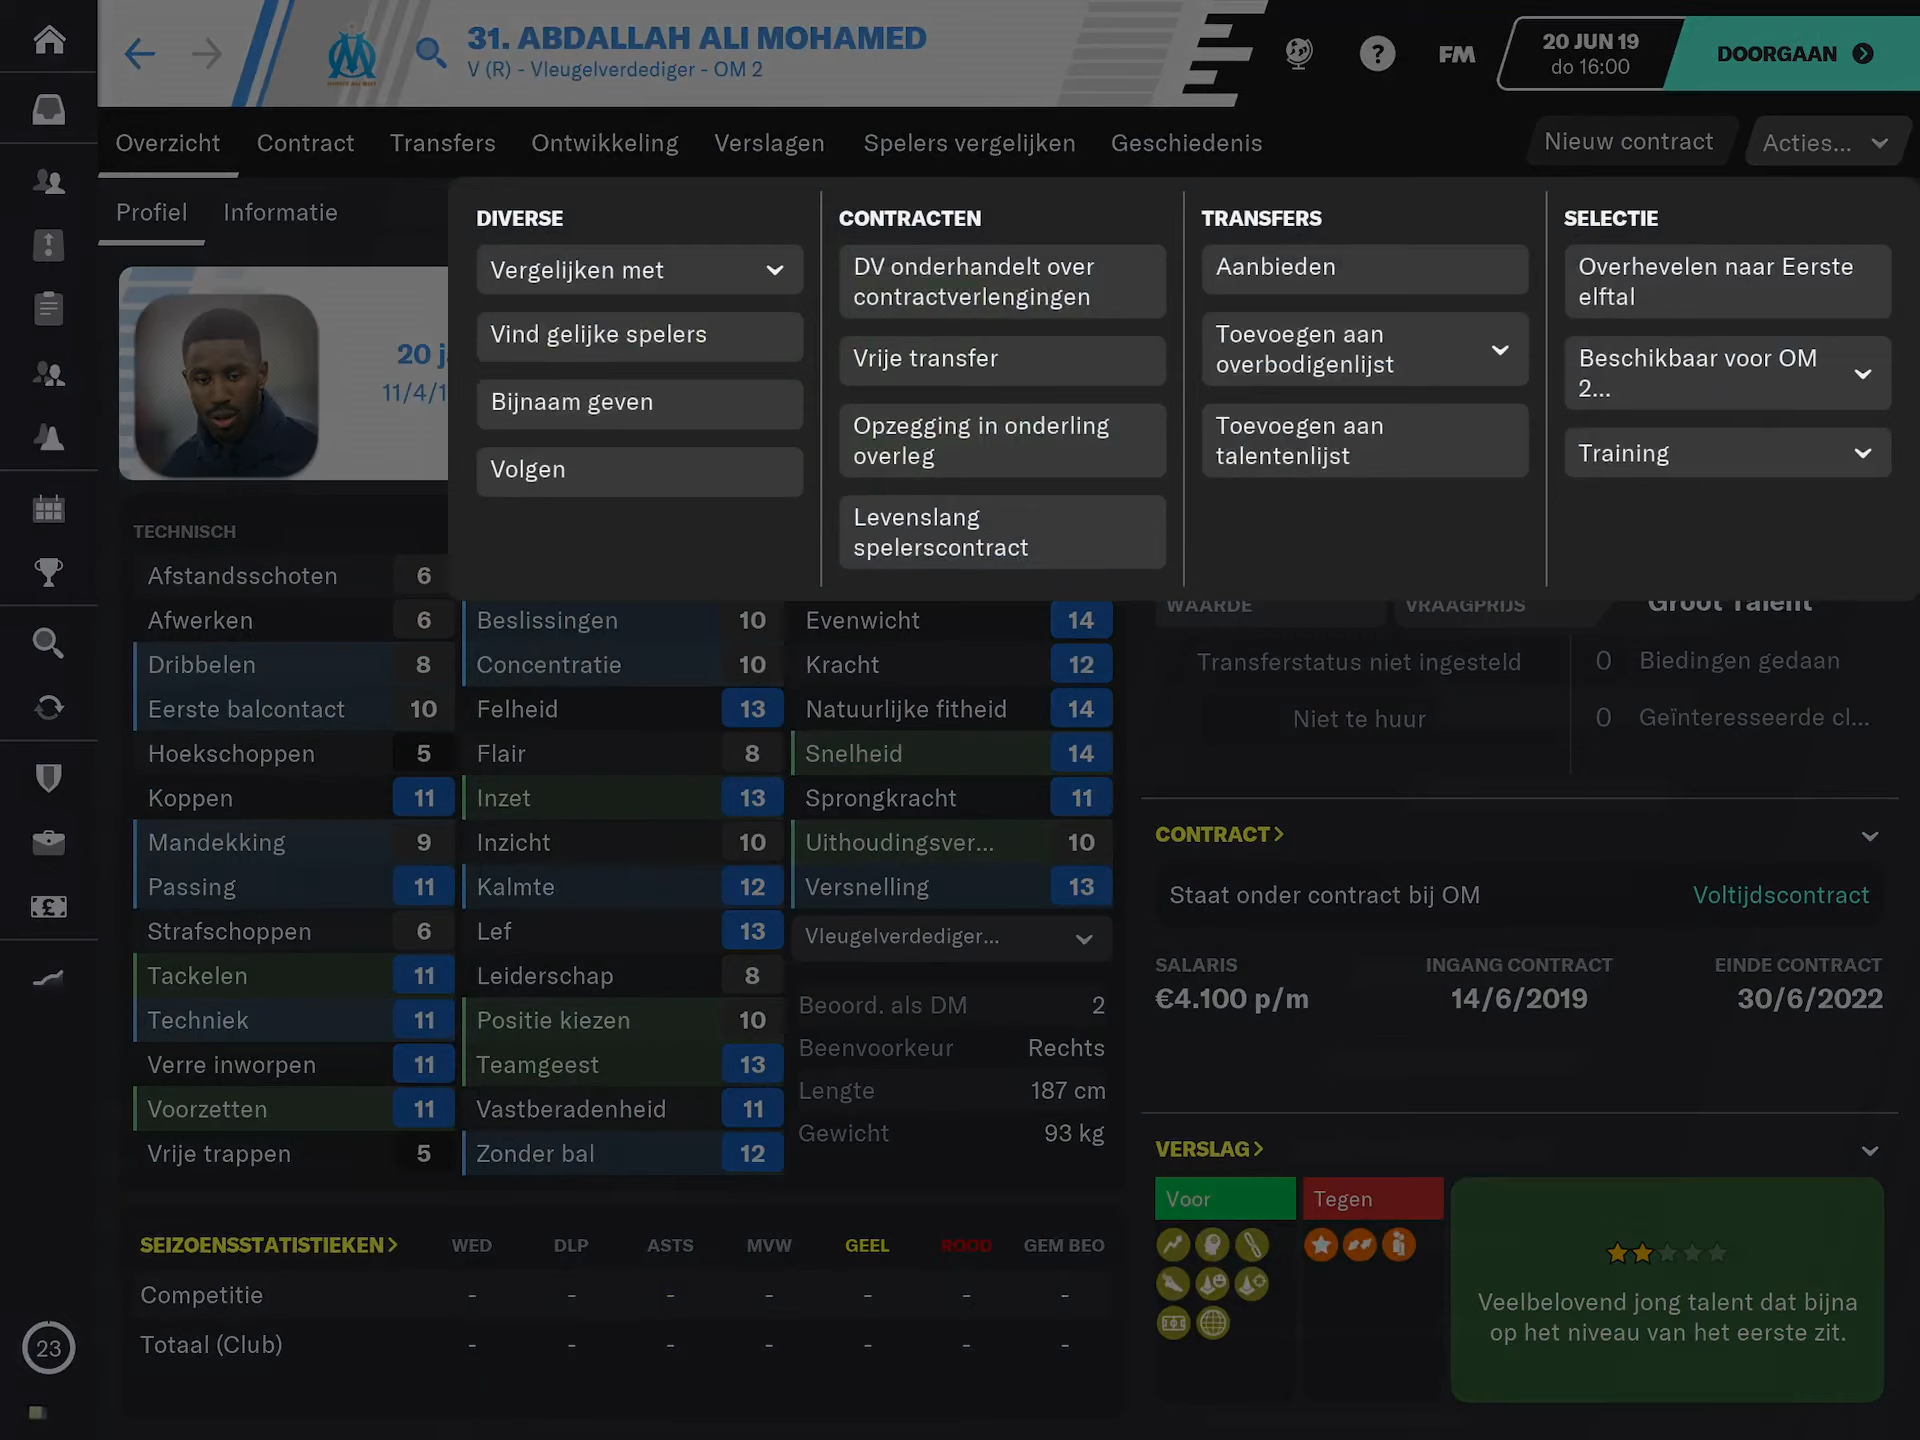 31. ABDALLAH ALI MOHAMED
V (R) - Vleugelverdediger - OM 2
FM
20 JUN 19
do 16:00
DOORGAAN
Overzicht
Contract
Transfers
Ontwikkeling
Verslagen
Spelers vergelijken
Geschiedenis
Nieuw contract
Acties...
Profiel
Informatie
20 j
11/4/1
DIVERSE
Vergelijken met
Vind gelijke spelers
Bijnaam geven
Volgen
CONTRACTEN
DV onderhandelt over
contractverlengingen
Vrije transfer
Opzegging in onderling
overleg
Levenslang
spelerscontract
TRANSFERS
Aanbieden
Toevoegen aan
overbodigenlijst
Toevoegen aan
talentenlijst
SELECTIE
Overhevelen naar Eerste
elftal
Beschikbaar voor OM
2...
Training
TECHNISCH
Afstandsschoten 6
Afwerken 6
Dribbelen 8
Eerste balcontact 10
Hoekschoppen 5
Koppen 11
Mandekking 9
Passing 11
Strafschoppen 6
Tackelen 11
Techniek 11
Verre inworpen 11
Voorzetten 11
Vrije trappen 5
Beslissingen 10
Concentratie 10
Felheid 13
Flair 8
Inzet 13
Inzicht 10
Kalmte 12
Lef 13
Leiderschap 8
Positie kiezen 10
Teamgeest 13
Vastberadenheid 11
Zonder bal 12
Evenwicht 14
Kracht 12
Natuurlijke fitheid 14
Snelheid 14
Sprongkracht 11
Uithoudingsver... 10
Versnelling 13
Vleugelverdediger...
Beoord. als DM 2
Beenvoorkeur Rechts
Lengte 187 cm
Gewicht 93 kg
WAARDE
VRAAGPRIJS
Groot Talent
Transferstatus niet ingesteld
Niet te huur
0 Biedingen gedaan
0 Geïnteresseerde cl...
CONTRACT>
Staat onder contract bij OM
Voltijdscontract
SALARIS
€4.100 p/m
INGANG CONTRACT
14/6/2019
EINDE CONTRACT
30/6/2022
VERSLAG>
Voor
Tegen
Veelbelovend jong talent dat bijna
op het niveau van het eerste zit.
SEIZOENSSTATISTIEKEN> WED DLP ASTS MVW GEEL ROOD GEM BEO
Competitie - - - - - - -
Totaal (Club) - - - - - - -
23